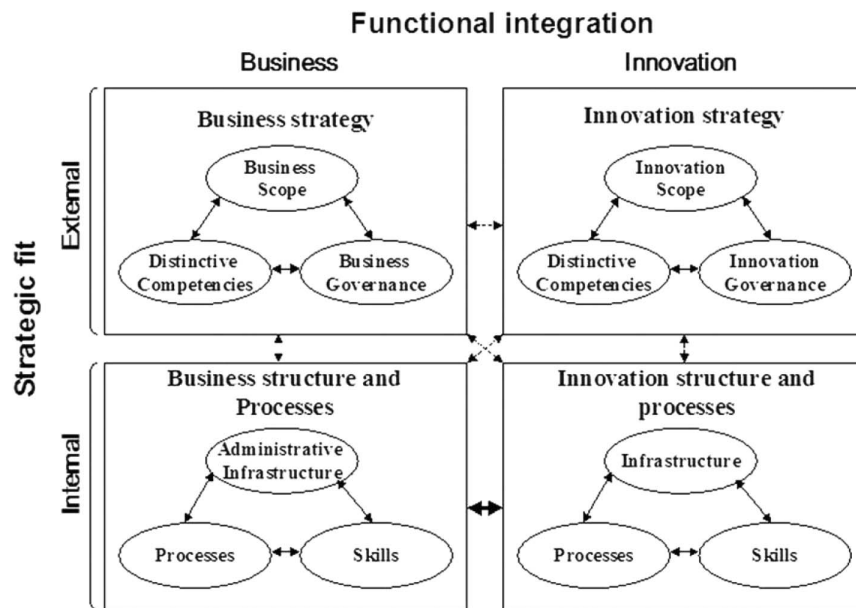 Functional integration
Business
Innovation
Strategic fit
External
Business strategy
Business
Scope
Distinctive
Competencies
Business
Governance
Innovation strategy
Innovation
Scope
Distinctive
Competencies
Innovation
Governance
Internal
Business structure and
Processes
Administrative
Infrastructure
Processes
Skills
Innovation structure and
processes
Infrastructure
Processes
Skills